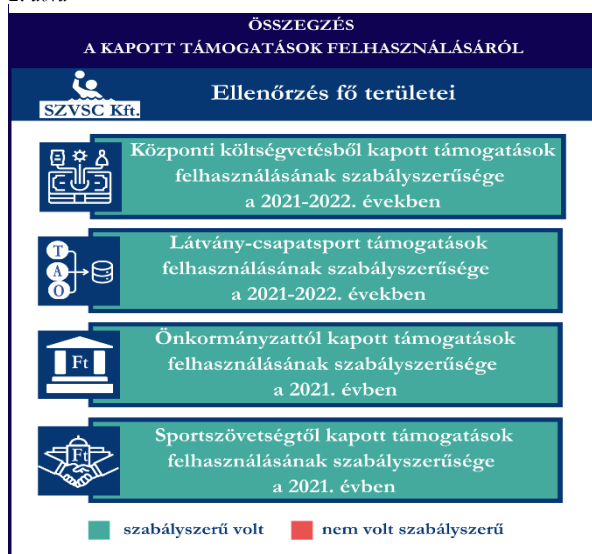 ÖSSZEGZÉS
A KAPOTT TÁMOGATÁSOK FELHASZNÁLÁSÁRÓL
SZVSC Kft.
Ellenőrzés fő területei
Központi költségvetésből kapott támogatások
felhasználásának szabályszerűsége
a 2021-2022. években
T
A
O
Látvány-csapatsport támogatások
felhasználásának szabályszerűsége
a 2021-2022. években
Ft
Önkormányzattól kapott támogatások
felhasználásának szabályszerűsége
a 2021. évben
Ft
Sportszövetségtől kapott támogatások
felhasználásának szabályszerűsége
a 2021. évben
szabályszerű volt
nem volt szabályszerű